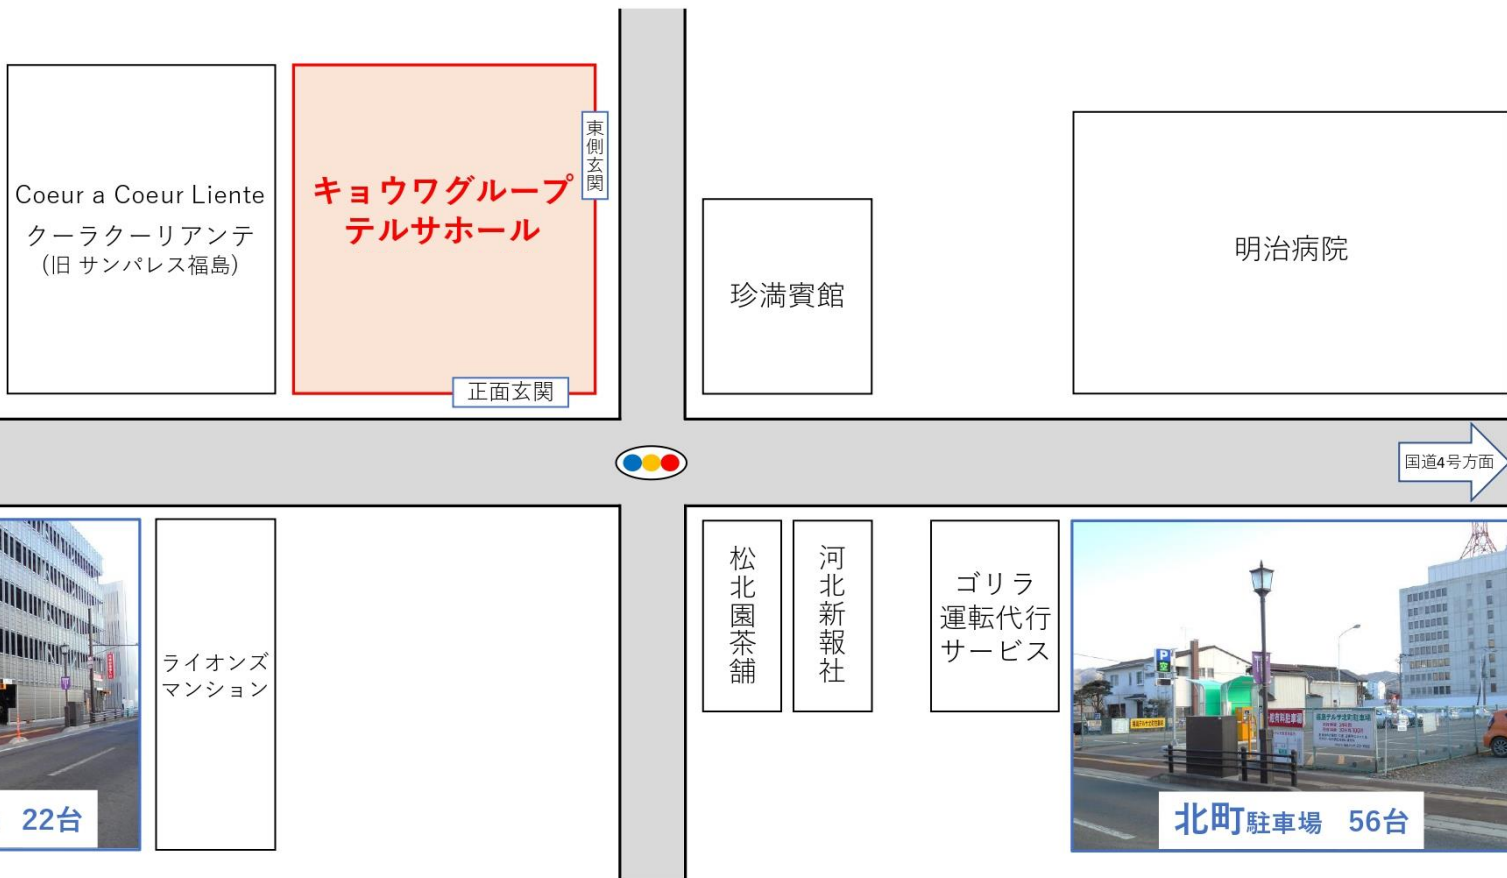 Coeur a Coeur Liente
クーラクーリアンテ
(旧 サンパレス福島)
キョウワグループ
テルサホール
東側玄関
正面玄関
珍満賓館
明治病院
国道4号方面
22台
ライオンズ
マンション
松北園茶舗
河北新報社
ゴリラ
運転代行
サービス
P
空
北町駐車場 56台